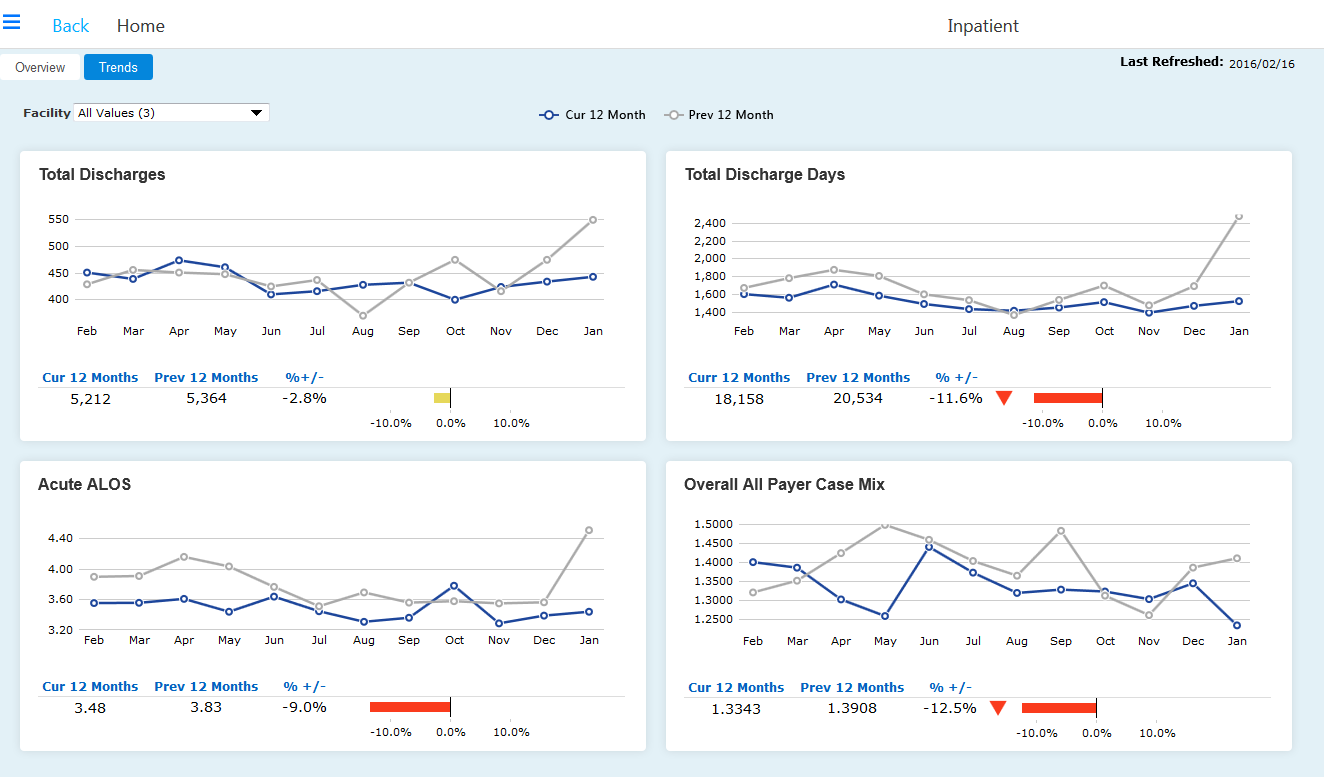 Back Home Inpatient
Overview Trends Last Refreshed: 2016/02/16
Facility All Values (3) Cur 12 Month Prev 12 Month
Total Discharges
550
500
450
400
Feb Mar Apr May Jun Jul Aug Sep Oct Nov Dec Jan
Cur 12 Months Prev 12 Months %+/-
5,212 5,364 -2.8%
-10.0% 0.0% 10.0%
Total Discharge Days
2,400
2,200
2,000
1,800
1,600
1,400
Feb Mar Apr May Jun Jul Aug Sep Oct Nov Dec Jan
Curr 12 Months Prev 12 Months % +/-
18,158 20,534 -11.6%
-10.0% 0.0% 10.0%
Acute ALOS
4.40
4.00
3.60
3.20
Feb Mar Apr May Jun Jul Aug Sep Oct Nov Dec Jan
Cur 12 Months Prev 12 Months % +/-
3.48 3.83 -9.0%
-10.0% 0.0% 10.0%
Overall All Payer Case Mix
1.5000
1.4500
1.4000
1.3500
1.3000
1.2500
Feb Mar Apr May Jun Jul Aug Sep Oct Nov Dec Jan
Cur 12 Months Prev 12 Months % +/-
1.3343 1.3908 -12.5%
-10.0% 0.0% 10.0%